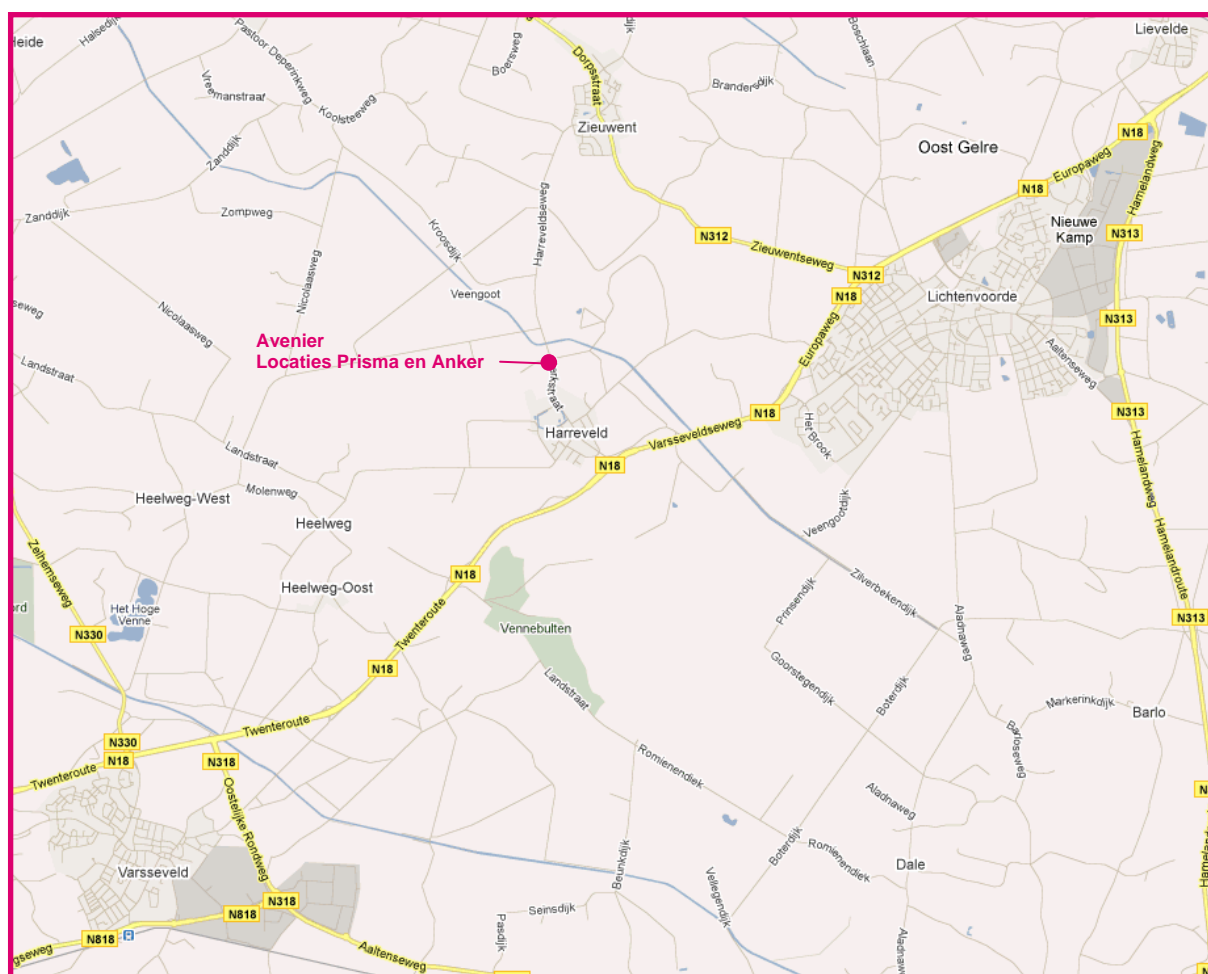 Heide
Halsedijk
Pastoor Deperinkweg
Boersweg
Dorpsstraat
Boschlaan
Lievelde
Vreemanstraat
Koolsteeweg
Zieuwent
N18
Zanddijk
Oost Gelre
Europaweg
N18
Hamelandweg
Zanddijk
Zompweg
Kroosdijk
Harreveldseweg
N312
Zieuwentseweg
Nieuwe
Kamp
N313
N312
N18
Lichtenvoorde
Nicolaasweg
Veengoot
Nicolaasweg
N313
Europaweg
Avenier
Locaties Prisma en Anker
Landstraat
Aaltenseweg
N18
N313
Varsseveldseweg
Het Brook
Harreveld
N18
Landstraat
Molenweg
Heelweg-West
Heelweg
Hamelandweg
Veengootdijk
Hamelandroute
Zelhemseweg
N18
Heelweg-Oost
Prinsendijk
Zilverbekendijk
Het Hoge
Venne
N330
Vennebulten
Twenteroute
Aladnaweg
N313
N18
Goorstegendijk
Landstraat
Boterdijk
Markerinkdijk
Barlo
Barloseweg
Twenteroute
N330
N18
N318
Romienendiek
Twenteroute
Oostelijke Rondweg
Aladnaweg
Varsseveld
Boterdijk
Romienendiek
Dale
Beunkdijk
Vellegendijk
N318
N818
Seinsdijk
Pasdijk
N818
Aaltenseweg